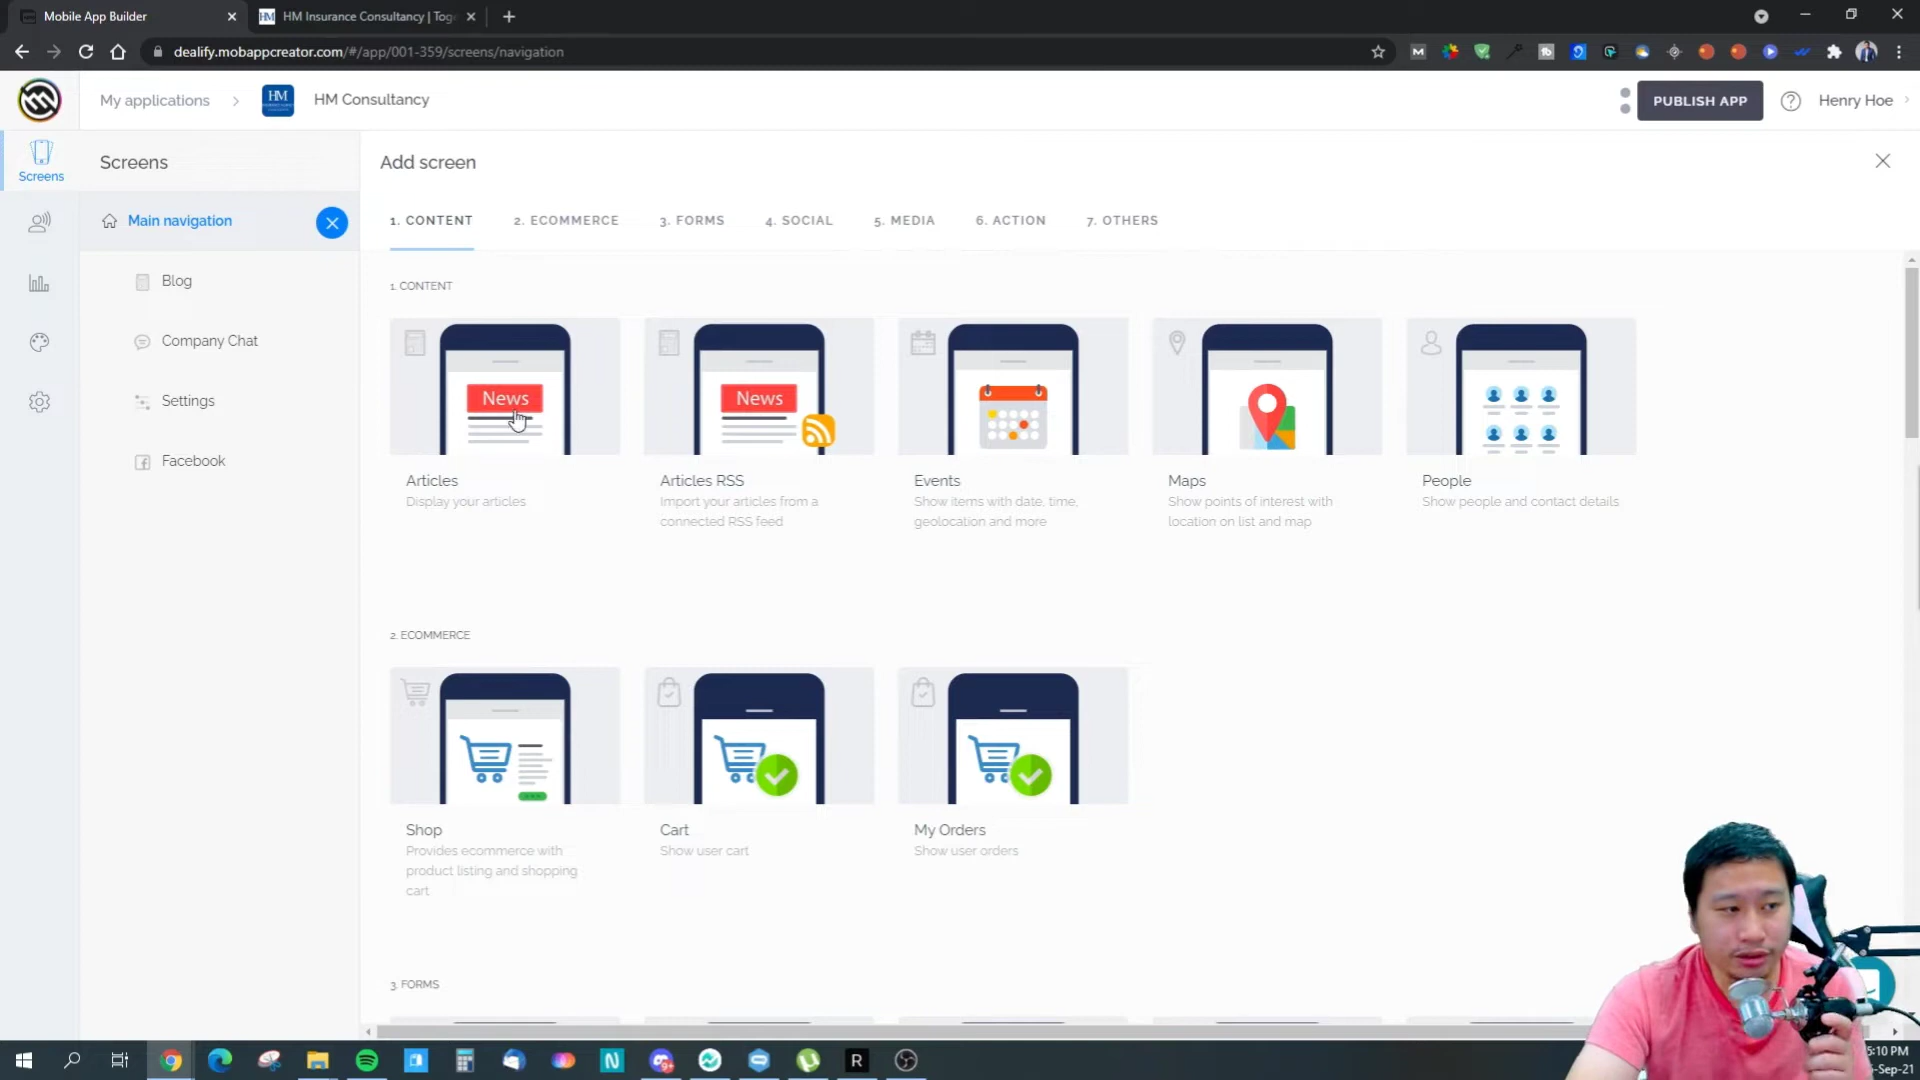 Mobile App Builder
HM
HM Insurance Consultancy | Toge
dealify.mobappcreator.com/#/app/001-359/screens/navigation
My applications
HM
HM Consultancy
PUBLISH APP
Henry Hoe
Screens
Screens
Add screen
Main navigation
Blog
Company Chat
Settings
Facebook
1. CONTENT
2. ECOMMERCE
3. FORMS
4. SOCIAL
5. MEDIA
6. ACTION
7. OTHERS
1. CONTENT
News
News
Articles
Display your articles
Articles RSS
Import your articles from a
connected RSS feed
Events
Show items with date, time,
geolocation and more
Maps
Show points of interest with
location on list and map
People
Show people and contact details
2. ECOMMERCE
Shop
Provides ecommerce with
product listing and shopping
cart
Cart
Show user cart
My Orders
Show user orders
3. FORMS
N
R
5:10 PM
-Sep-21